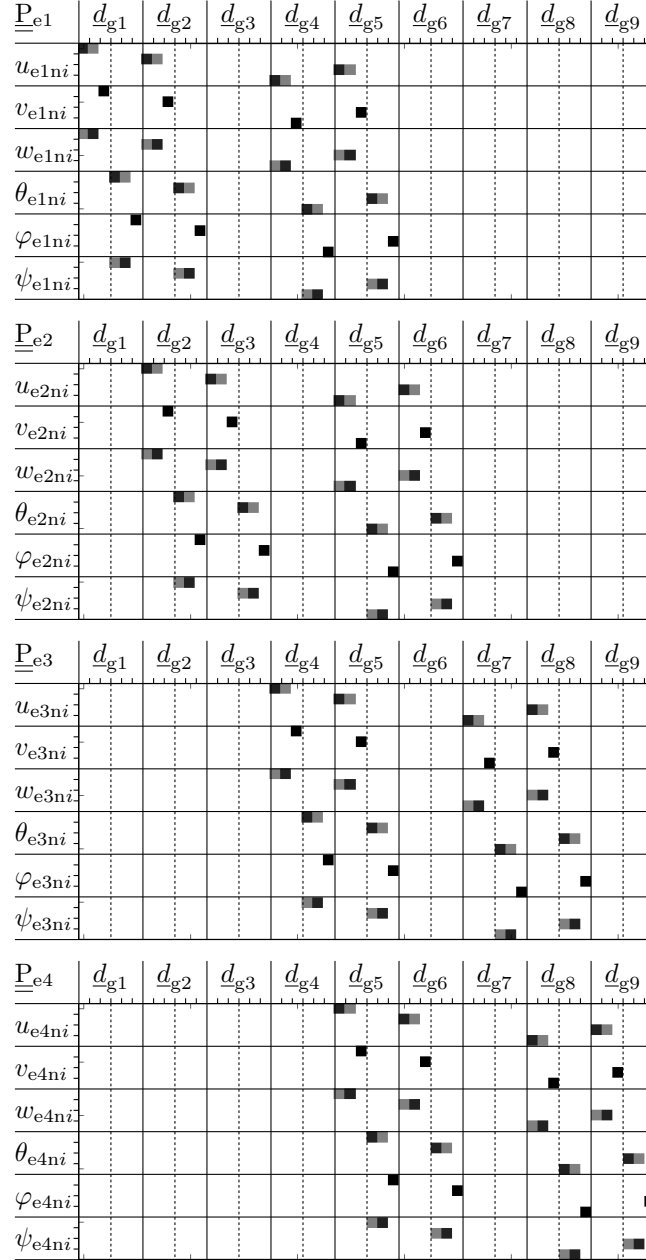 P_e1 d_g1 d_g2 d_g3 d_g4 d_g5 d_g6 d_g7 d_g8 d_g9
u_e1ni
v_e1ni
w_e1ni
θ_e1ni
φ_e1ni
ψ_e1ni
P_e2 d_g1 d_g2 d_g3 d_g4 d_g5 d_g6 d_g7 d_g8 d_g9
u_e2ni
v_e2ni
w_e2ni
θ_e2ni
φ_e2ni
ψ_e2ni
P_e3 d_g1 d_g2 d_g3 d_g4 d_g5 d_g6 d_g7 d_g8 d_g9
u_e3ni
v_e3ni
w_e3ni
θ_e3ni
φ_e3ni
ψ_e3ni
P_e4 d_g1 d_g2 d_g3 d_g4 d_g5 d_g6 d_g7 d_g8 d_g9
u_e4ni
v_e4ni
w_e4ni
θ_e4ni
φ_e4ni
ψ_e4ni